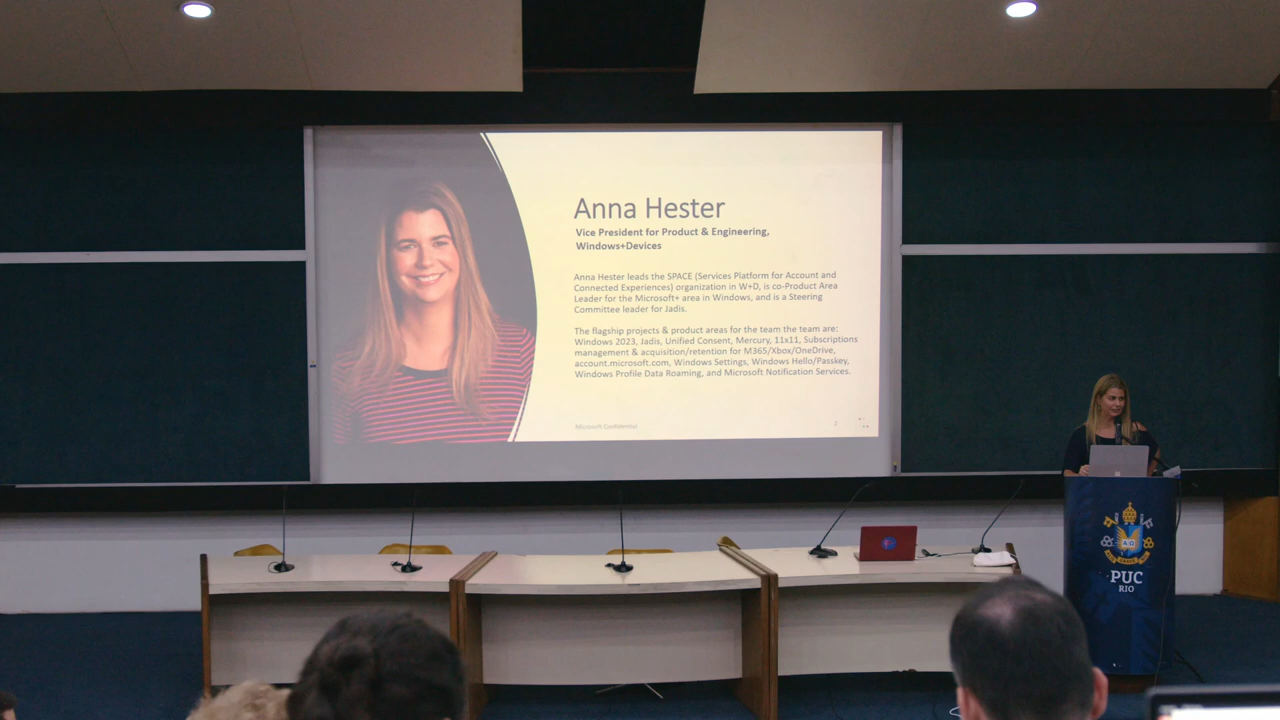 Anna Hester
Vice President for Product & Engineering,
Windows+Devices
Anna Hester leads the SPACE (Services Platform for Account and
Connected Experiences) organization in W+D, is co-Product Area
Leader for the Microsoft+ area in Windows, and is a Steering
Committee leader for Jadis.
The flagship projects & product areas for the team the team are:
Windows 2023, Jadis, Unified Consent, Mercury, 11x11, Subscriptions
management & acquisition/retention for M365/Xbox/OneDrive,
account.microsoft.com, Windows Settings, Windows Hello/Passkey,
Windows Profile Data Roaming, and Microsoft Notification Services.
Microsoft Confidential
2
PUC
RIO